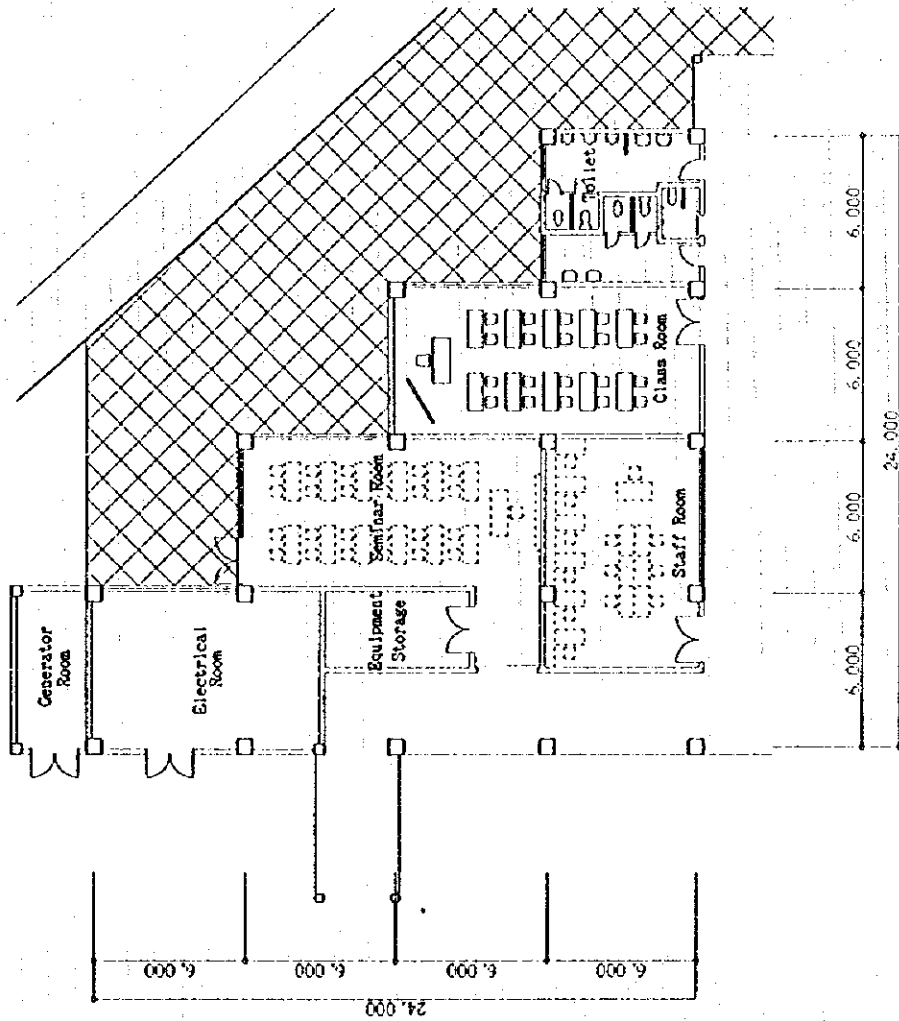 Generator
Room
Electrical
Room
Equipment
Storage
Seminar Room
Staff Room
Class Room
Toilet
6,000
6,000
6,000
6,000
24,000
6,000
6,000
6,000
6,000
24,000